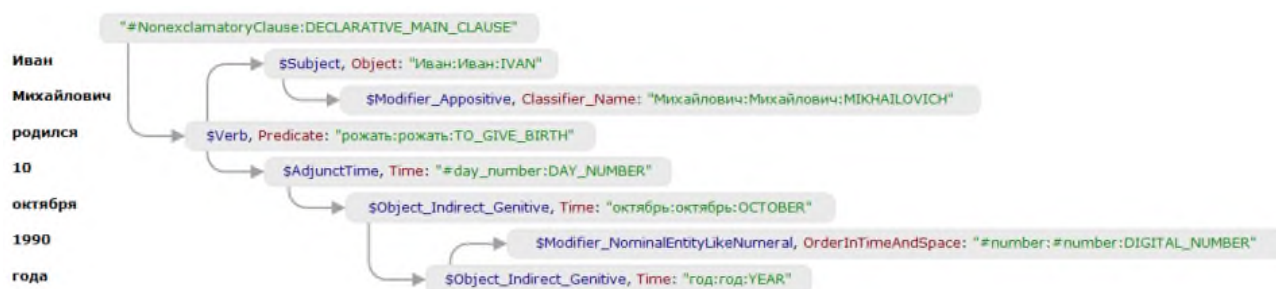 "#NonexclamatoryClause:DECLARATIVE_MAIN_CLAUSE"
Иван $Subject, Object: "Иван:Иван:IVAN"
Михайлович $Modifier_Appositive, Classifier_Name: "Михайлович:Михайлович:MIKHAILOVICH"
родился $Verb, Predicate: "рожать:рожать:TO_GIVE_BIRTH"
10 $AdjunctTime, Time: "#day_number:DAY_NUMBER"
октября $Object_Indirect_Genitive, Time: "октябрь:октябрь:OCTOBER"
1990 $Modifier_NominalEntityLikeNumeral, OrderInTimeAndSpace: "#number:#number:DIGITAL_NUMBER"
года $Object_Indirect_Genitive, Time: "год:год:YEAR"